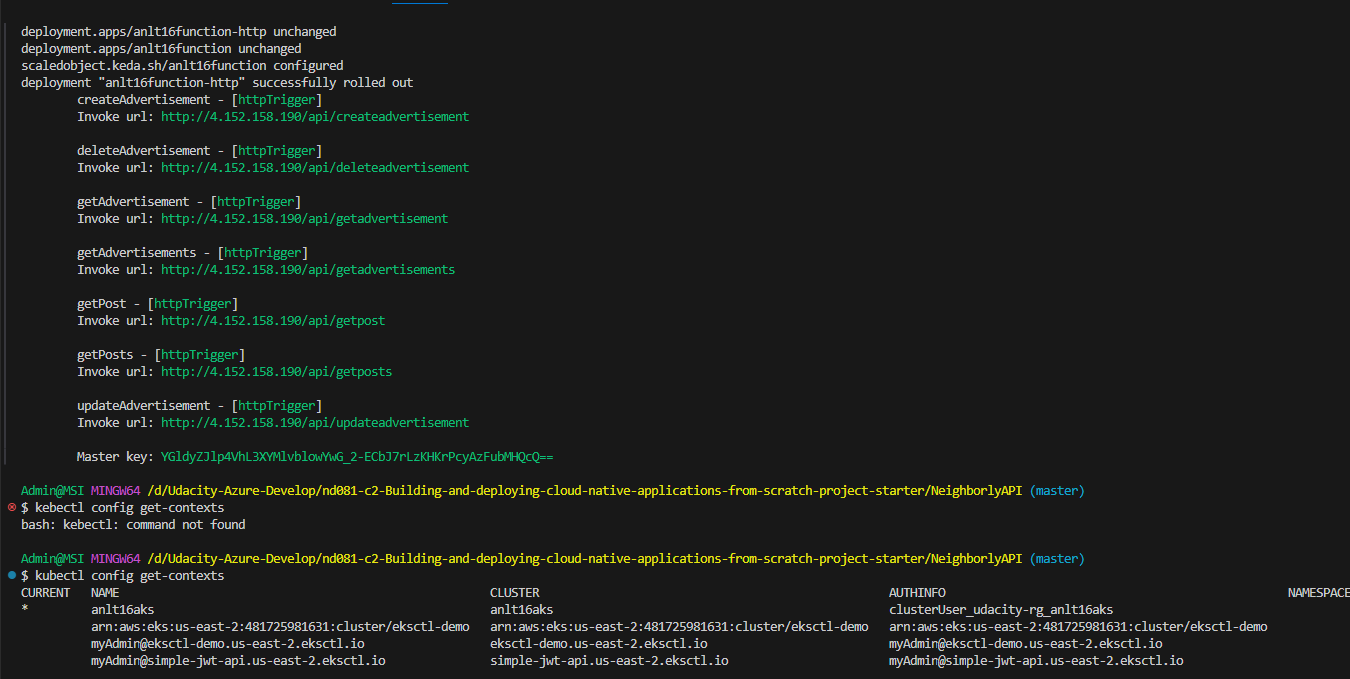 deployment.apps/anlt16function-http unchanged
deployment.apps/anlt16function unchanged
scaledobject.keda.sh/anlt16function configured
deployment "anlt16function-http" successfully rolled out
createAdvertisement - [httpTrigger]
Invoke url: http://4.152.158.190/api/createadvertisement
deleteAdvertisement - [httpTrigger]
Invoke url: http://4.152.158.190/api/deleteadvertisement
getAdvertisement - [httpTrigger]
Invoke url: http://4.152.158.190/api/getadvertisement
getAdvertisements - [httpTrigger]
Invoke url: http://4.152.158.190/api/getadvertisements
getPost - [httpTrigger]
Invoke url: http://4.152.158.190/api/getpost
getPosts - [httpTrigger]
Invoke url: http://4.152.158.190/api/getposts
updateAdvertisement - [httpTrigger]
Invoke url: http://4.152.158.190/api/updateadvertisement
Master key: YGldyZJlp4VhL3XYMlvblowYwG_2-ECbJ7rLzKHKrPcyAzFubMHQcQ==
Admin@MSI MINGW64 /d/Udacity-Azure-Develop/nd081-c2-Building-and-deploying-cloud-native-applications-from-scratch-project-starter/NeighborlyAPI (master)
$ kebectl config get-contexts
bash: kebectl: command not found
Admin@MSI MINGW64 /d/Udacity-Azure-Develop/nd081-c2-Building-and-deploying-cloud-native-applications-from-scratch-project-starter/NeighborlyAPI (master)
$ kubectl config get-contexts
CURRENT NAME CLUSTER AUTHINFO NAMESPACE
* anlt16aks anlt16aks clusterUser_udacity-rg_anlt16aks
arn:aws:eks:us-east-2:481725981631:cluster/eksctl-demo arn:aws:eks:us-east-2:481725981631:cluster/eksctl-demo arn:aws:eks:us-east-2:481725981631:cluster/eksctl-demo
myAdmin@eksctl-demo.us-east-2.eksctl.io eksctl-demo.us-east-2.eksctl.io myAdmin@eksctl-demo.us-east-2.eksctl.io
myAdmin@simple-jwt-api.us-east-2.eksctl.io simple-jwt-api.us-east-2.eksctl.io myAdmin@simple-jwt-api.us-east-2.eksctl.io